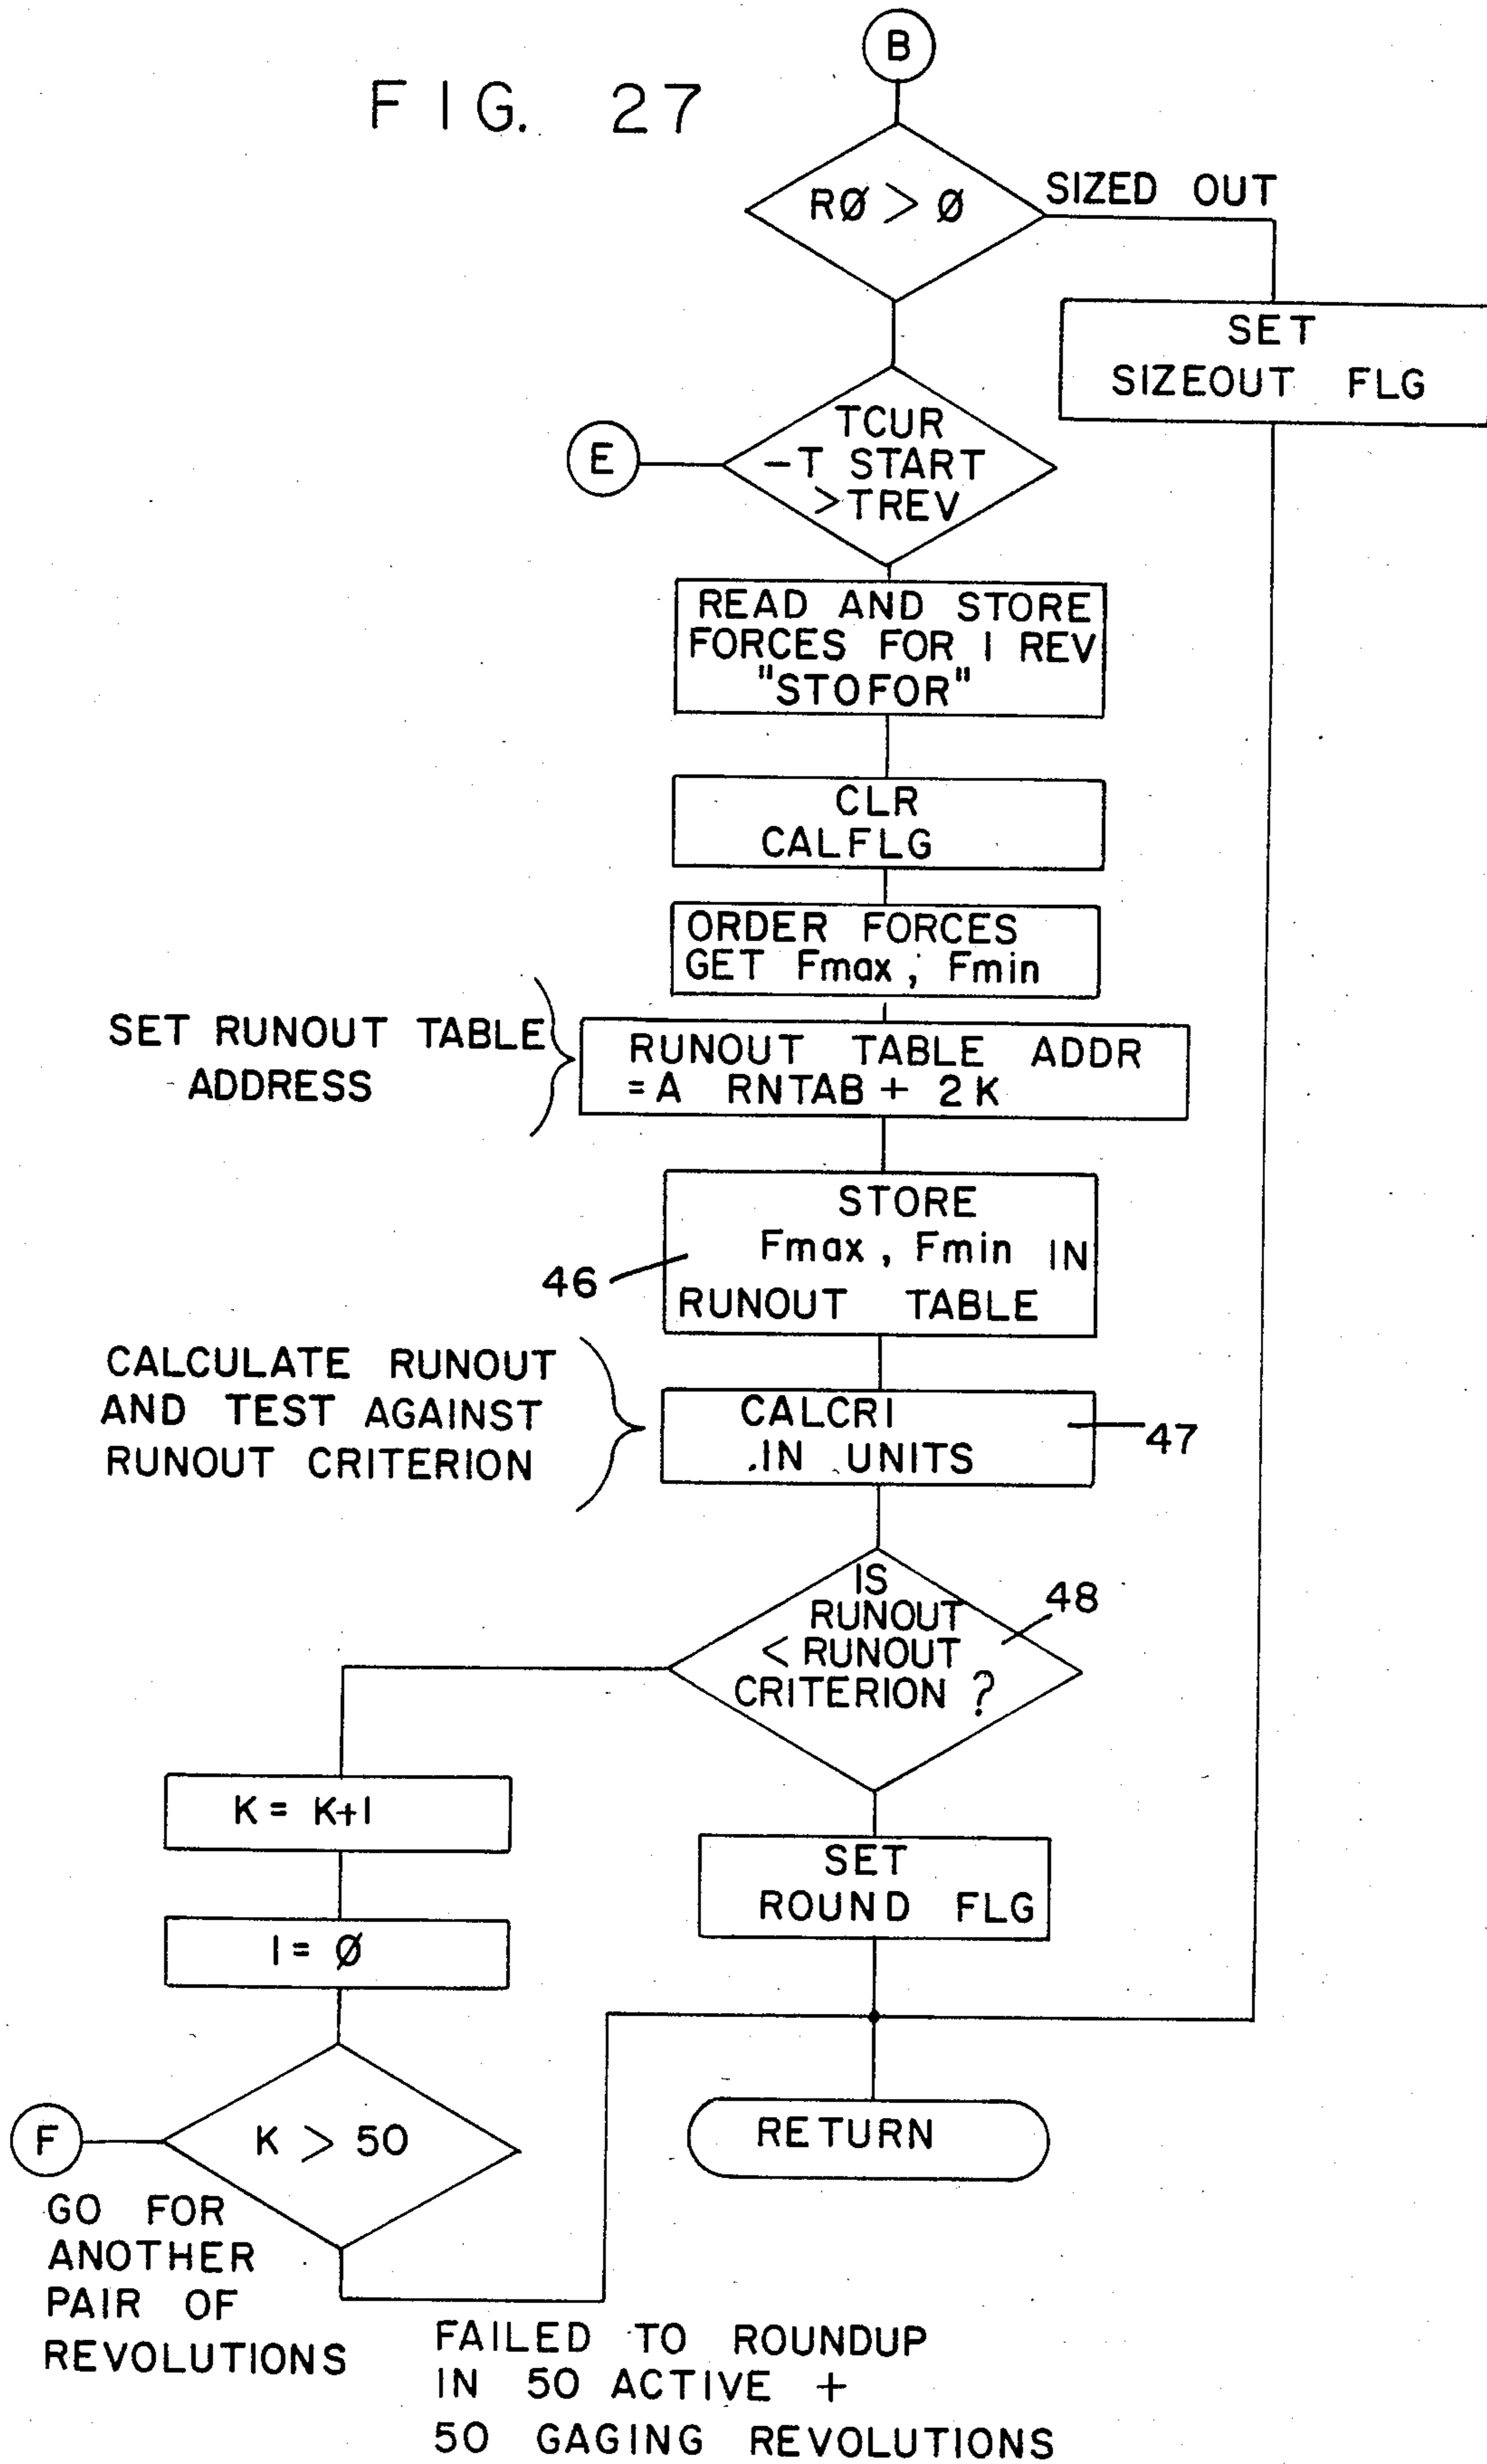 FIG. 27
B
RØ > Ø
SIZED OUT
SET
SIZEOUT FLG
E
TCUR
-T START
>TREV
READ AND STORE
FORCES FOR 1 REV
"STOFOR"
CLR
CALFLG
ORDER FORCES
GET Fmax, Fmin
SET RUNOUT TABLE
ADDRESS
RUNOUT TABLE ADDR
=A RNTAB + 2K
STORE
Fmax, Fmin IN
RUNOUT TABLE
46
CALCULATE RUNOUT
AND TEST AGAINST
RUNOUT CRITERION
CALCRI
IN UNITS
47
IS
RUNOUT
< RUNOUT
CRITERION ?
48
K = K+1
I = Ø
SET
ROUND FLG
F
K > 50
RETURN
GO FOR
ANOTHER
PAIR OF
REVOLUTIONS
FAILED TO ROUNDUP
IN 50 ACTIVE +
50 GAGING REVOLUTIONS